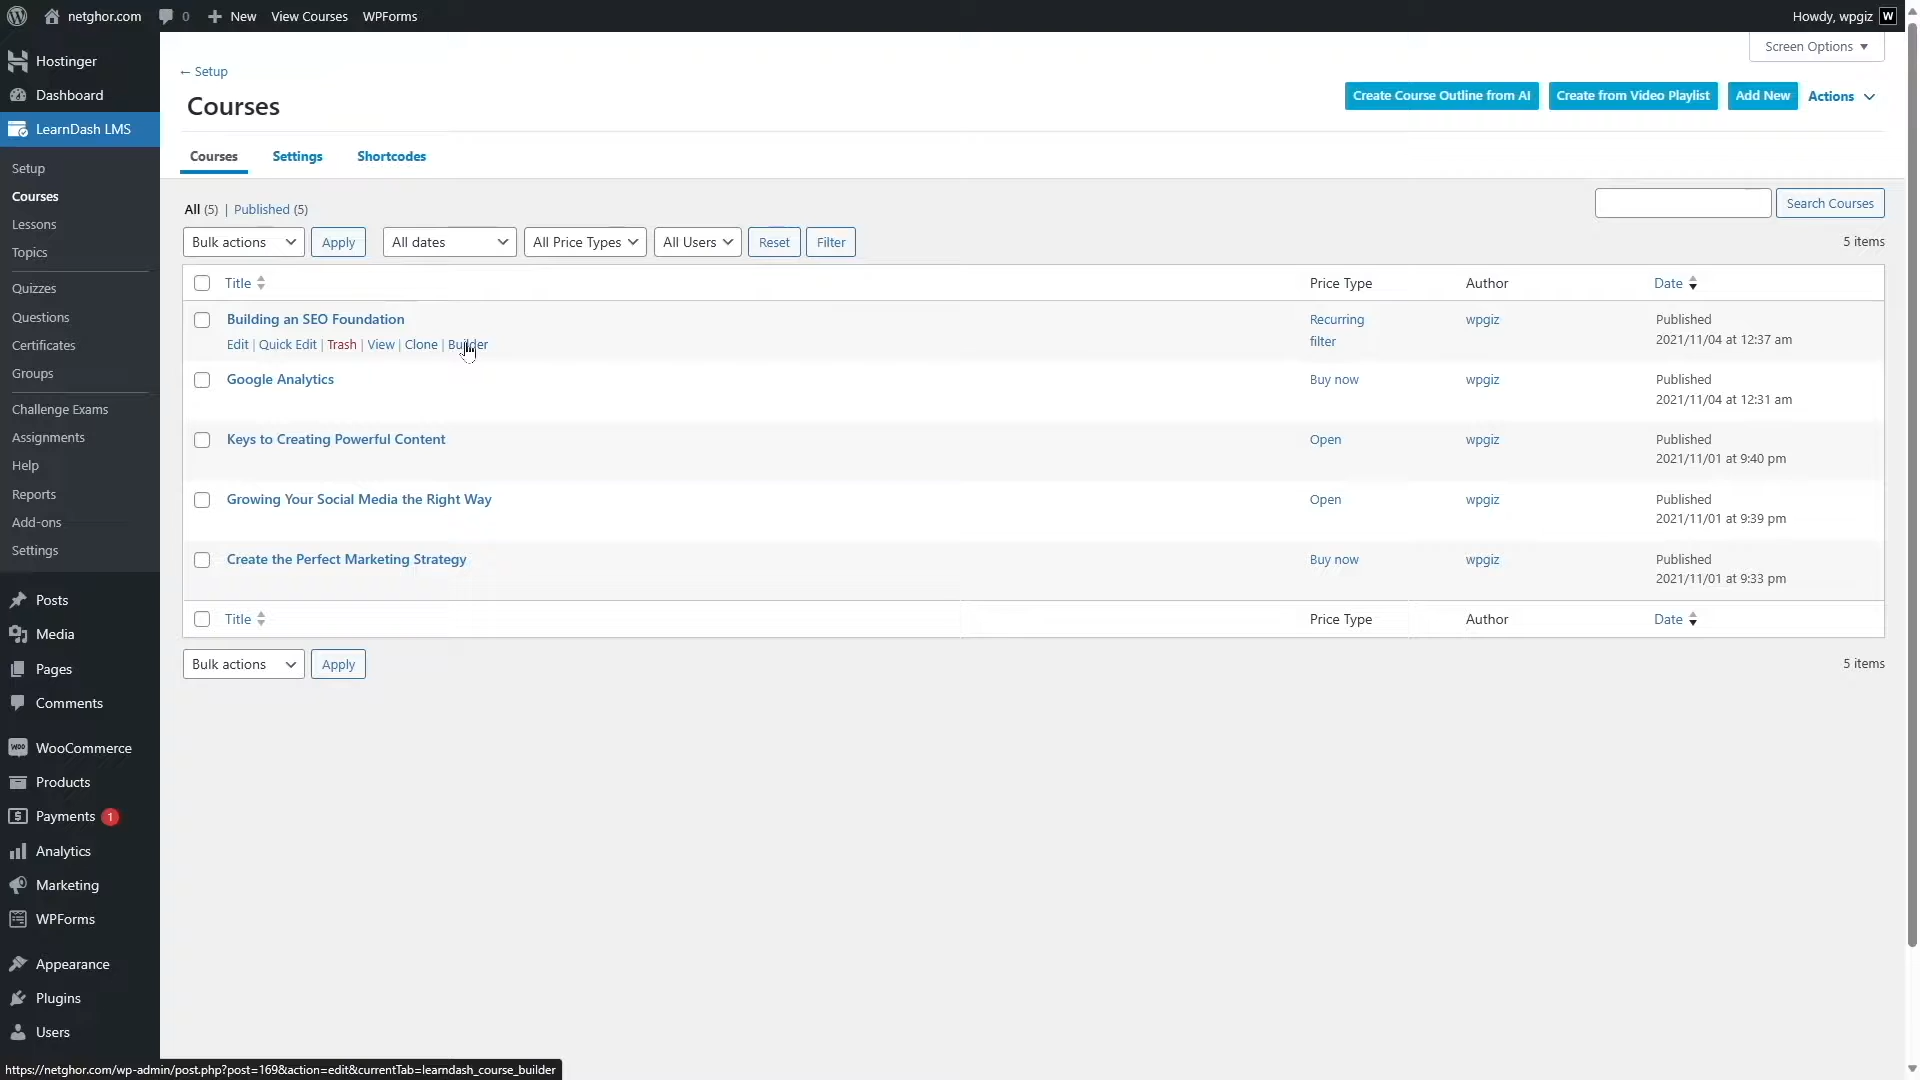 netghor.com
0
New
View Courses
WPForms
Howdy, wpgiz
W
Hostinger
Dashboard
LearnDash LMS
Setup
Courses
Lessons
Topics
Quizzes
Questions
Certificates
Groups
Challenge Exams
Assignments
Help
Reports
Add-ons
Settings
Posts
Media
Pages
Comments
Woo
WooCommerce
Products
Payments 1
Analytics
Marketing
WPForms
Appearance
Plugins
Users
Screen Options
← Setup
Courses
Create Course Outline from AI
Create from Video Playlist
Add New
Actions
Courses
Settings
Shortcodes
All (5) | Published (5)
Search Courses
Bulk actions
Apply
All dates
All Price Types
All Users
Reset
Filter
5 items
Title
Price Type
Author
Date
Building an SEO Foundation
Edit | Quick Edit | Trash | View | Clone | Builder
Recurring
filter
wpgiz
Published
2021/11/04 at 12:37 am
Google Analytics
Buy now
wpgiz
Published
2021/11/04 at 12:31 am
Keys to Creating Powerful Content
Open
wpgiz
Published
2021/11/01 at 9:40 pm
Growing Your Social Media the Right Way
Open
wpgiz
Published
2021/11/01 at 9:39 pm
Create the Perfect Marketing Strategy
Buy now
wpgiz
Published
2021/11/01 at 9:33 pm
Title
Price Type
Author
Date
Bulk actions
Apply
5 items
https://netghor.com/wp-admin/post.php?post=169&action=edit&currentTab=learndash_course_builder